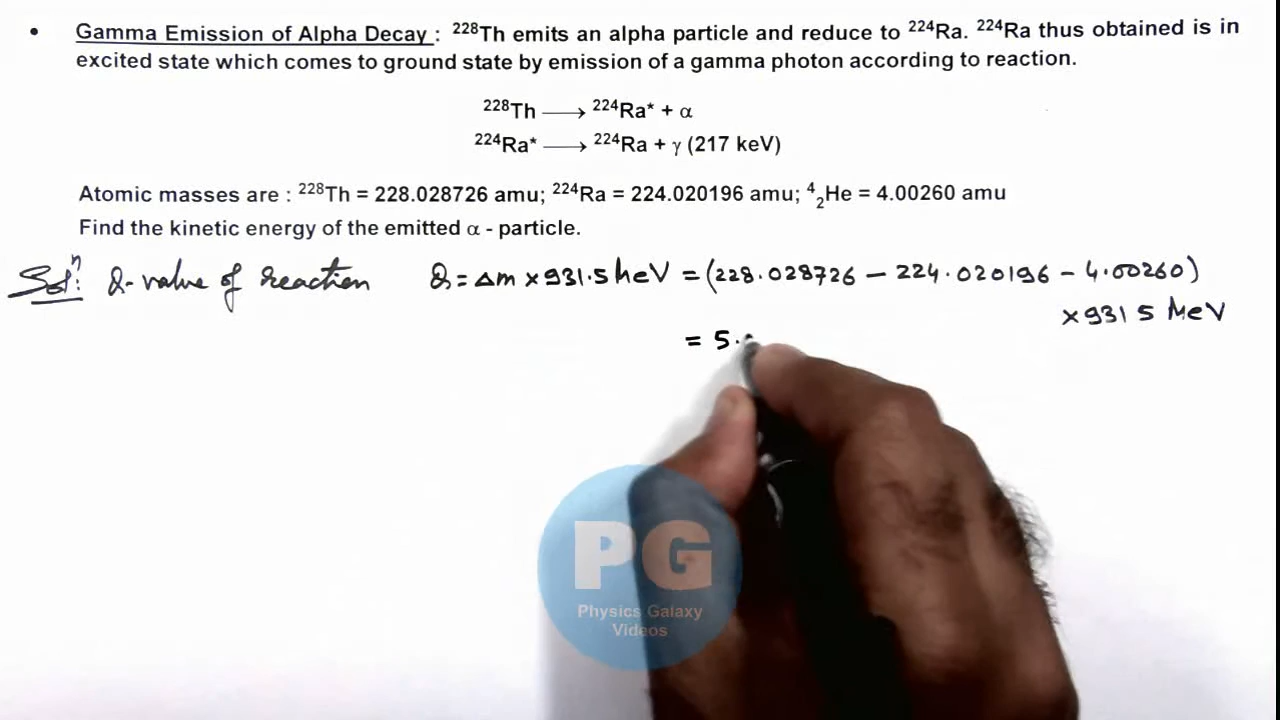 • Gamma Emission of Alpha Decay : ²²⁸Th emits an alpha particle and reduce to ²²⁴Ra. ²²⁴Ra thus obtained is in
excited state which comes to ground state by emission of a gamma photon according to reaction.
²²⁸Th ⟶ ²²⁴Ra* + α
²²⁴Ra* ⟶ ²²⁴Ra + γ (217 keV)
Atomic masses are : ²²⁸Th = 228.028726 amu; ²²⁴Ra = 224.020196 amu; ⁴₂He = 4.00260 amu
Find the kinetic energy of the emitted α - particle.
Solⁿ: Q-value of reaction Q = Δm × 931.5 MeV = (228.028726 − 224.020196 − 4.00260)
× 931 5 MeV
= 5.
PG
Physics Galaxy
Videos